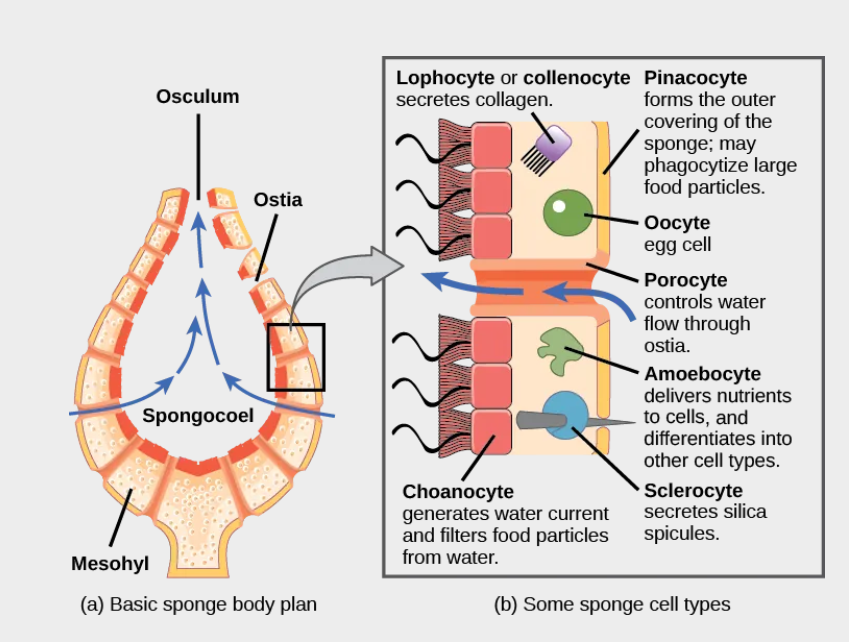 Osculum
Ostia
Spongocoel
Mesohyl
(a) Basic sponge body plan
Lophocyte or collenocyte
secretes collagen.
Pinacocyte
forms the outer
covering of the
sponge; may
phagocytize large
food particles.
Oocyte
egg cell
Porocyte
controls water
flow through
ostia.
Amoebocyte
delivers nutrients
to cells, and
differentiates into
other cell types.
Sclerocyte
secretes silica
spicules.
Choanocyte
generates water current
and filters food particles
from water.
(b) Some sponge cell types